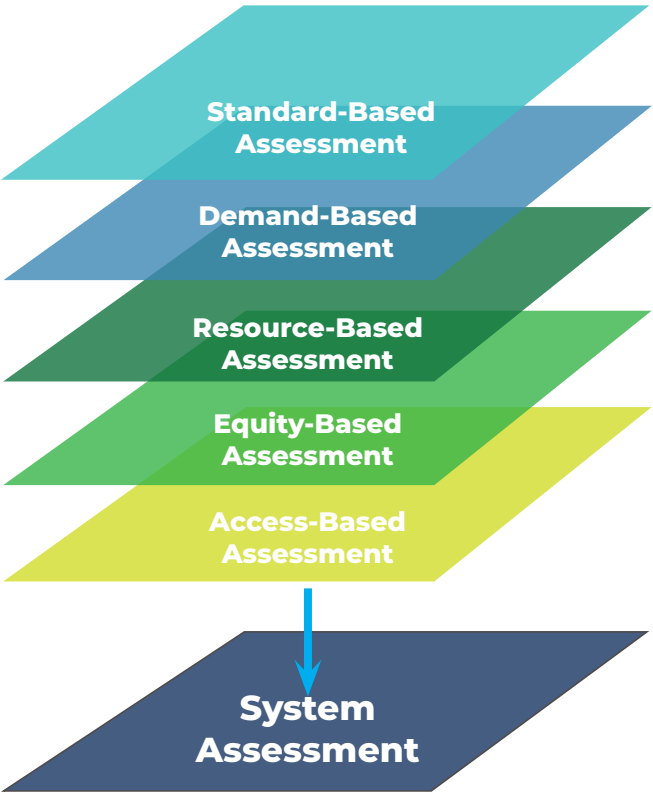 Standard-Based
Assessment
Demand-Based
Assessment
Resource-Based
Assessment
Equity-Based
Assessment
Access-Based
Assessment
System
Assessment